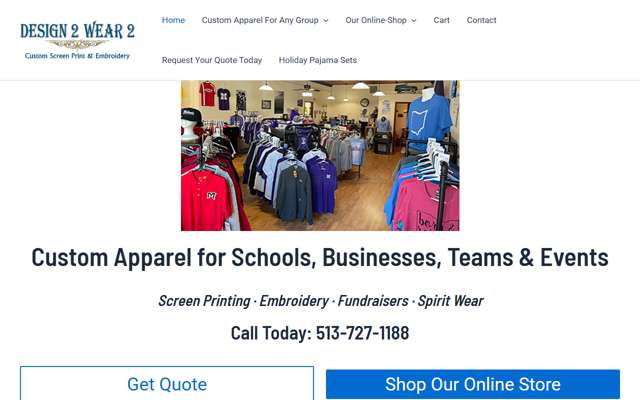 DESIGN 2 WEAR 2
Custom Screen Print & Embroidery
Home
Custom Apparel For Any Group
Our Online-Shop
Cart
Contact
Request Your Quote Today
Holiday Pajama Sets
M
Custom Apparel for Schools, Businesses, Teams & Events
Screen Printing · Embroidery · Fundraisers · Spirit Wear
Call Today: 513-727-1188
Get Quote
Shop Our Online Store